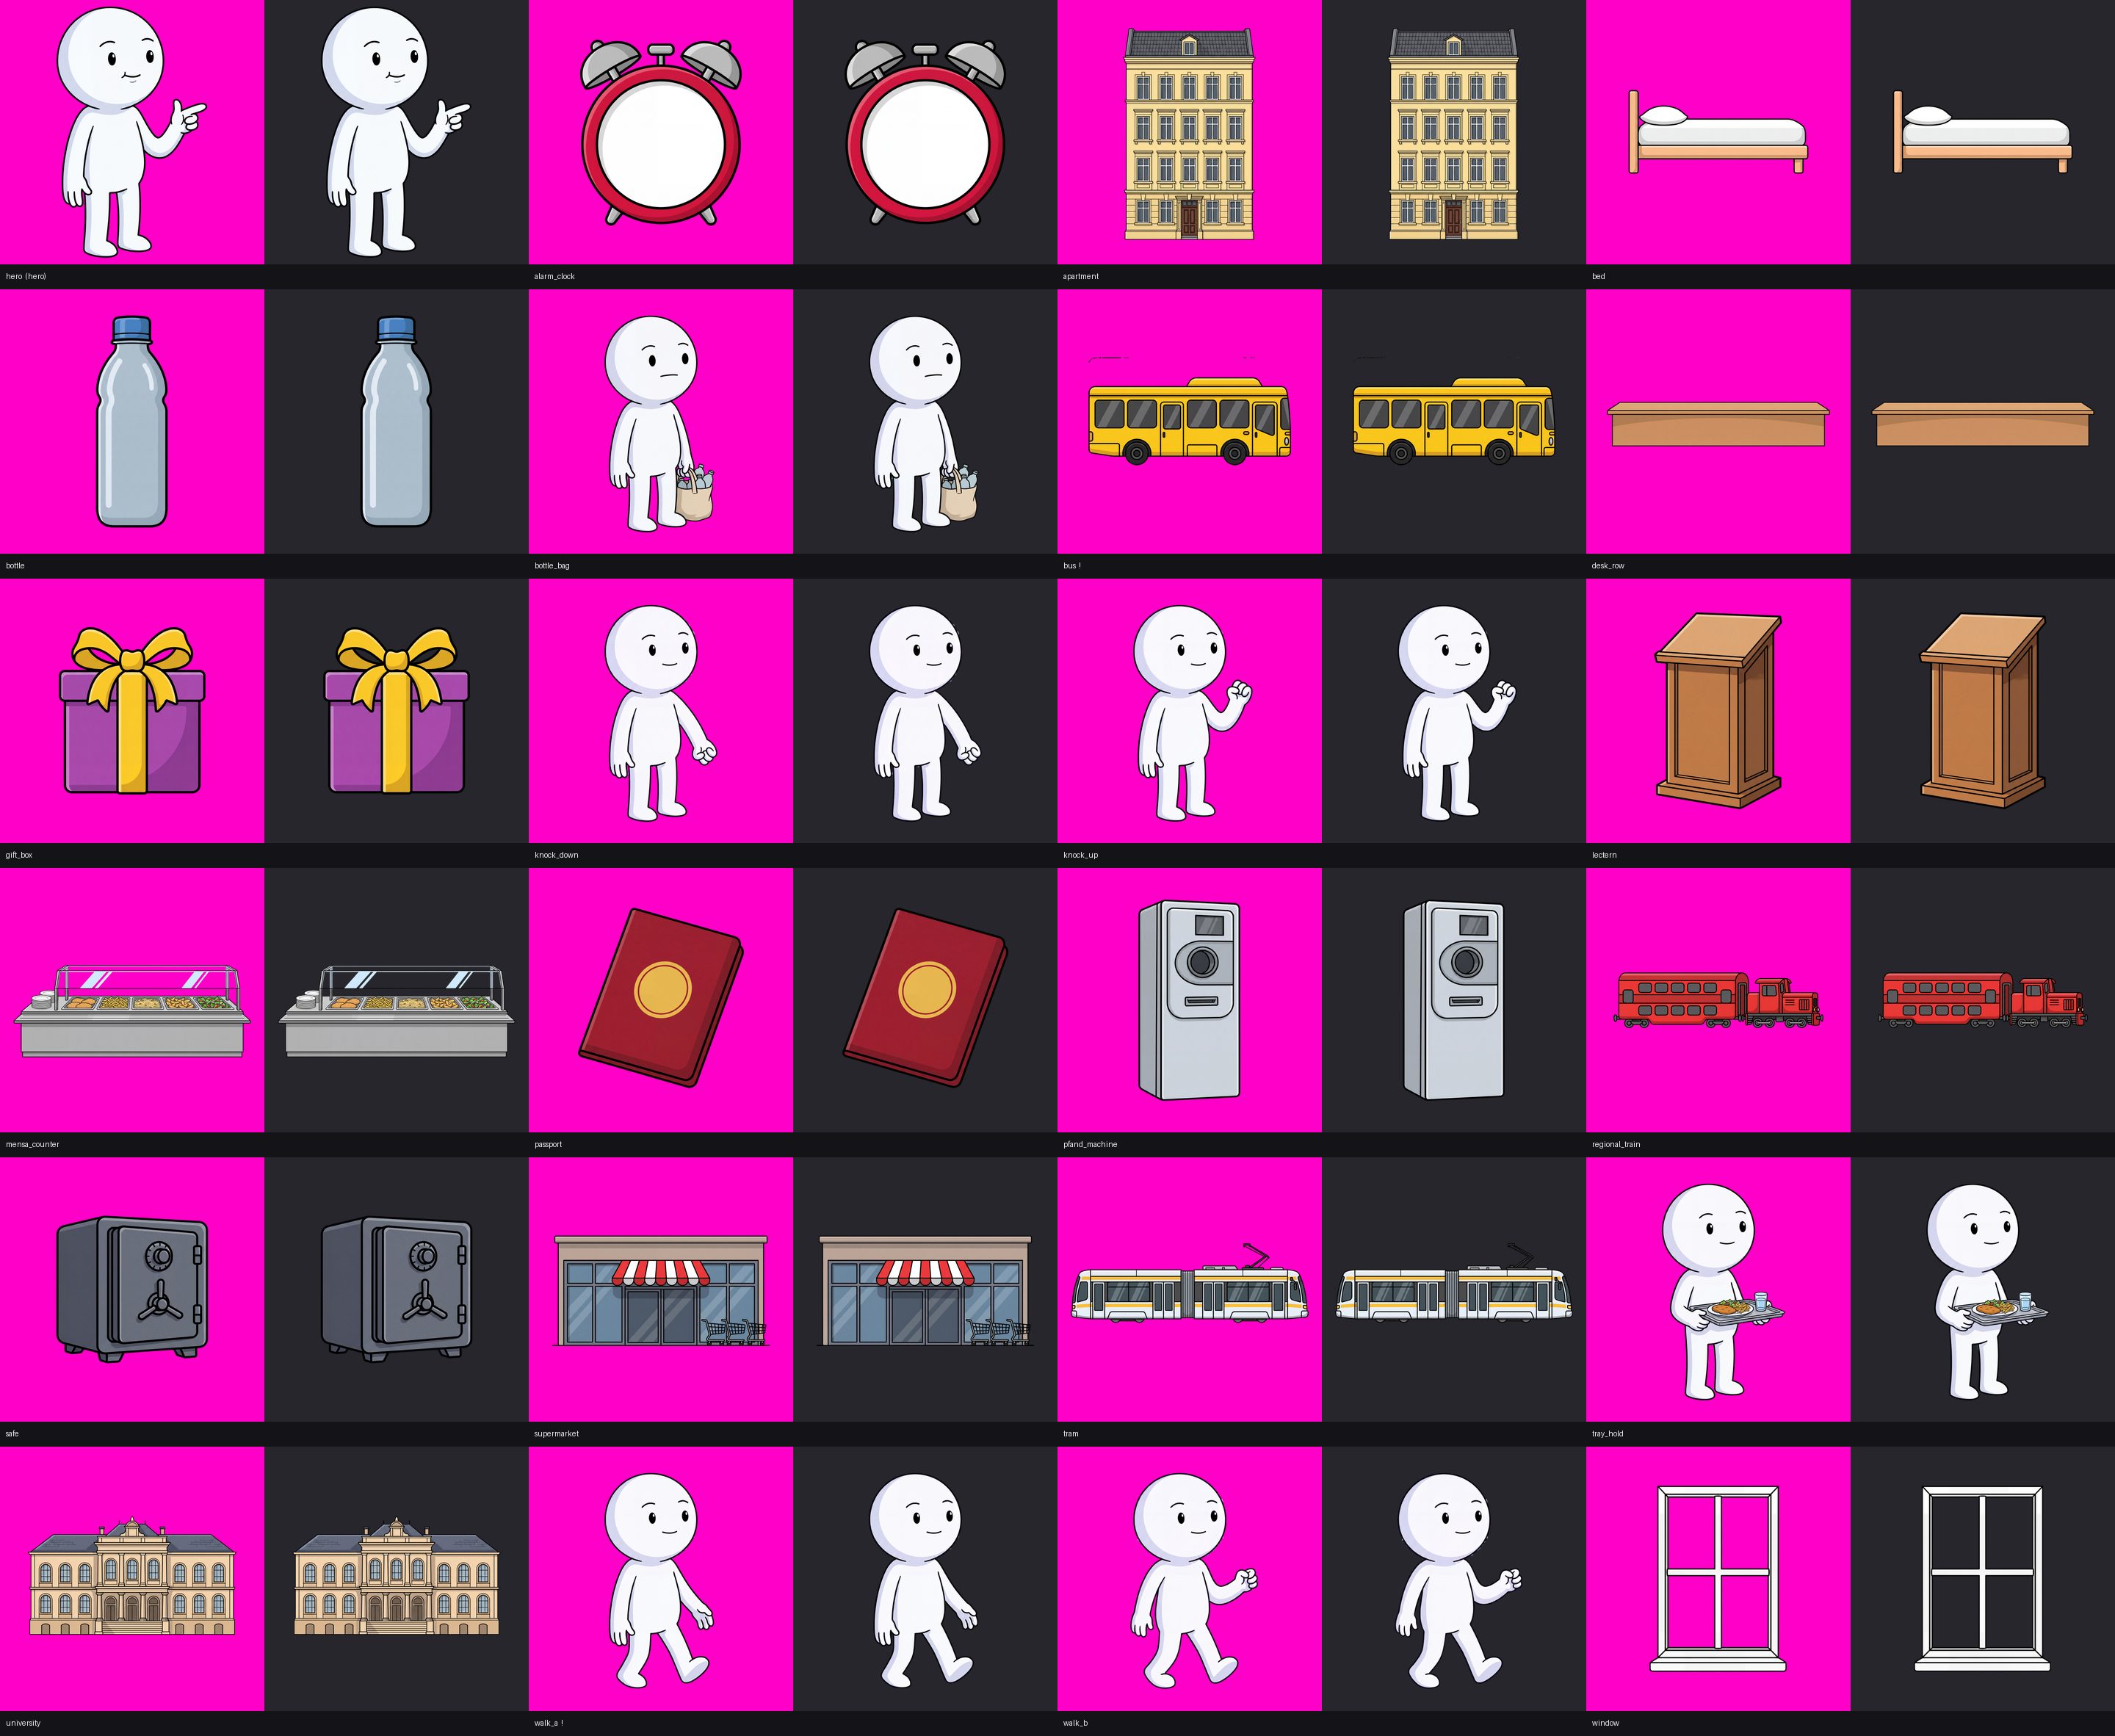 hero (hero)
alarm_clock
apartment
bed
bottle
bottle_bag
bus !
desk_row
gift_box
knock_down
knock_up
lectern
mensa_counter
passport
pfand_machine
regional_train
safe
supermarket
tram
tray_hold
university
walk_a !
walk_b
window